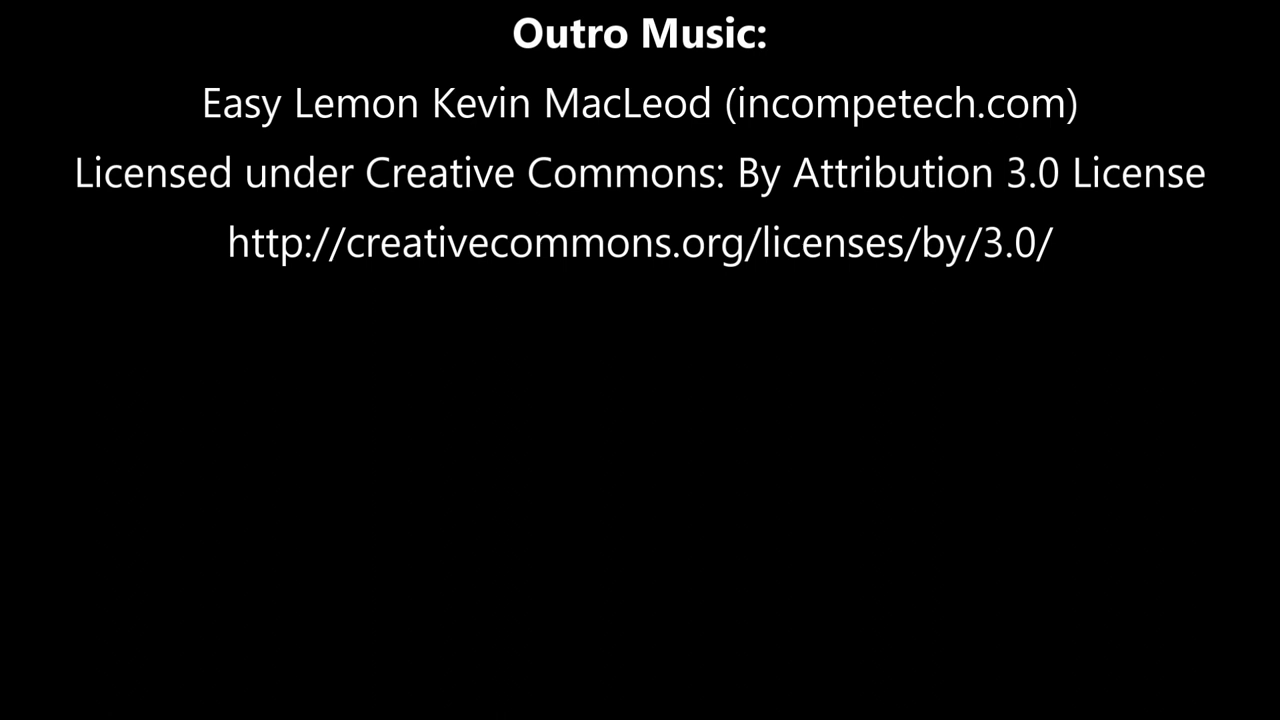 Outro Music:
Easy Lemon Kevin MacLeod (incompetech.com)
Licensed under Creative Commons: By Attribution 3.0 License
http://creativecommons.org/licenses/by/3.0/